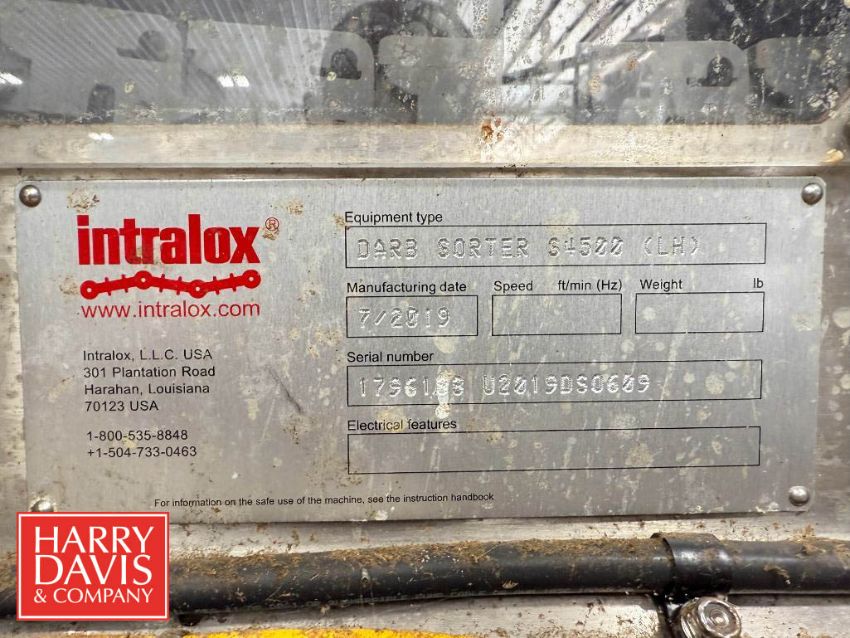 intralox®
www.intralox.com
Intralox, L.L.C. USA
301 Plantation Road
Harahan, Louisiana
70123 USA
1-800-535-8848
+1-504-733-0463
Equipment type
DARB SORTER S4500 (LH)
Manufacturing date
Speed ft/min (Hz)
Weight lb
7/2019
Serial number
U2019DS0609
Electrical features
For information on the safe use of the machine, see the instruction handbook
HARRY
DAVIS
& COMPANY